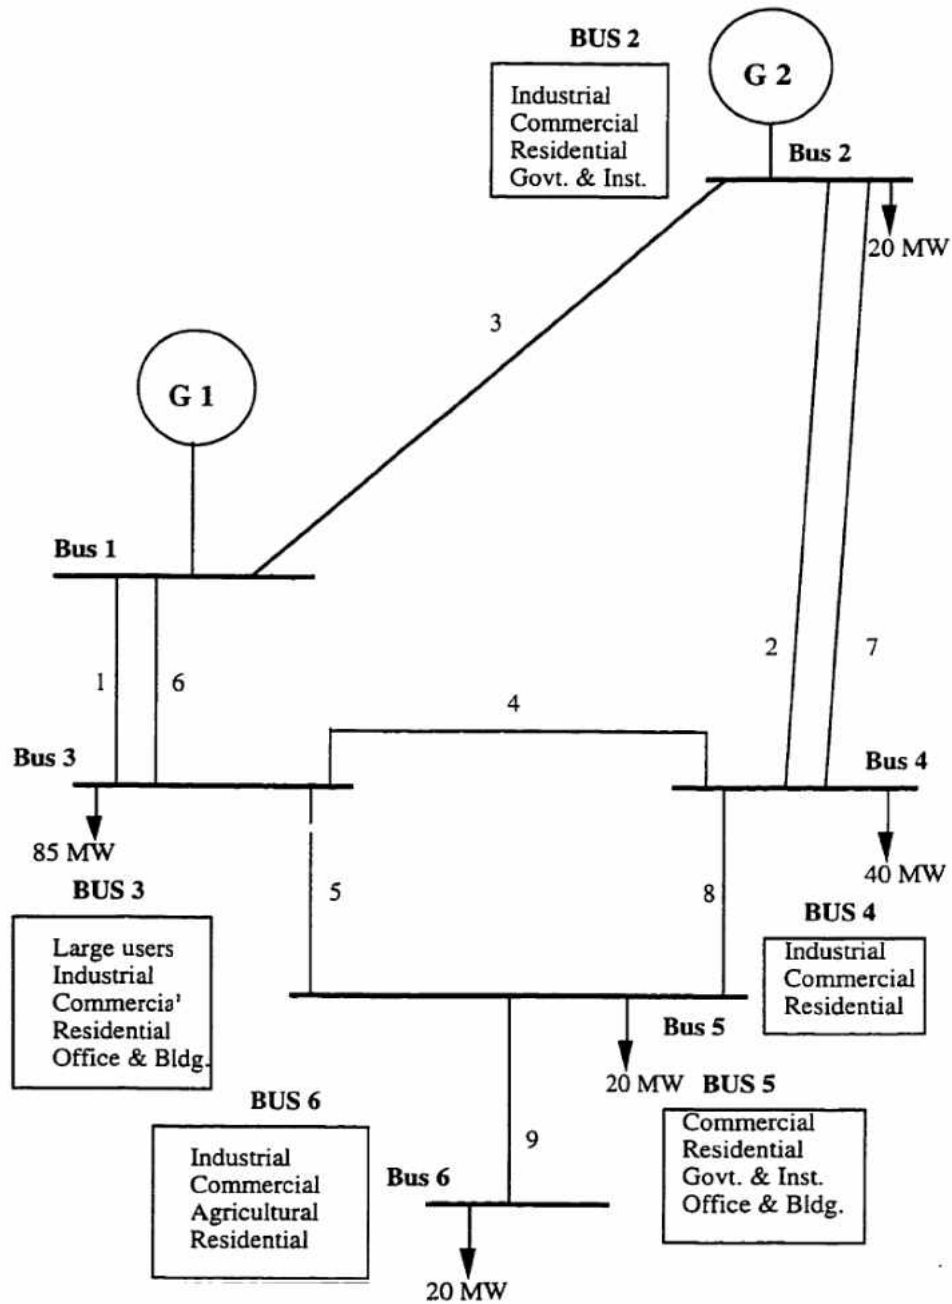 BUS 2
Industrial
Commercial
Residential
Govt. & Inst.
G 2
Bus 2
20 MW
3
G 1
Bus 1
1
6
2
7
4
Bus 3
85 MW
BUS 3
Large users
Industrial
Commercial
Residential
Office & Bldg.
Bus 4
40 MW
BUS 4
Industrial
Commercial
Residential
5
8
Bus 5
20 MW
BUS 5
Commercial
Residential
Govt. & Inst.
Office & Bldg.
BUS 6
Industrial
Commercial
Agricultural
Residential
9
Bus 6
20 MW